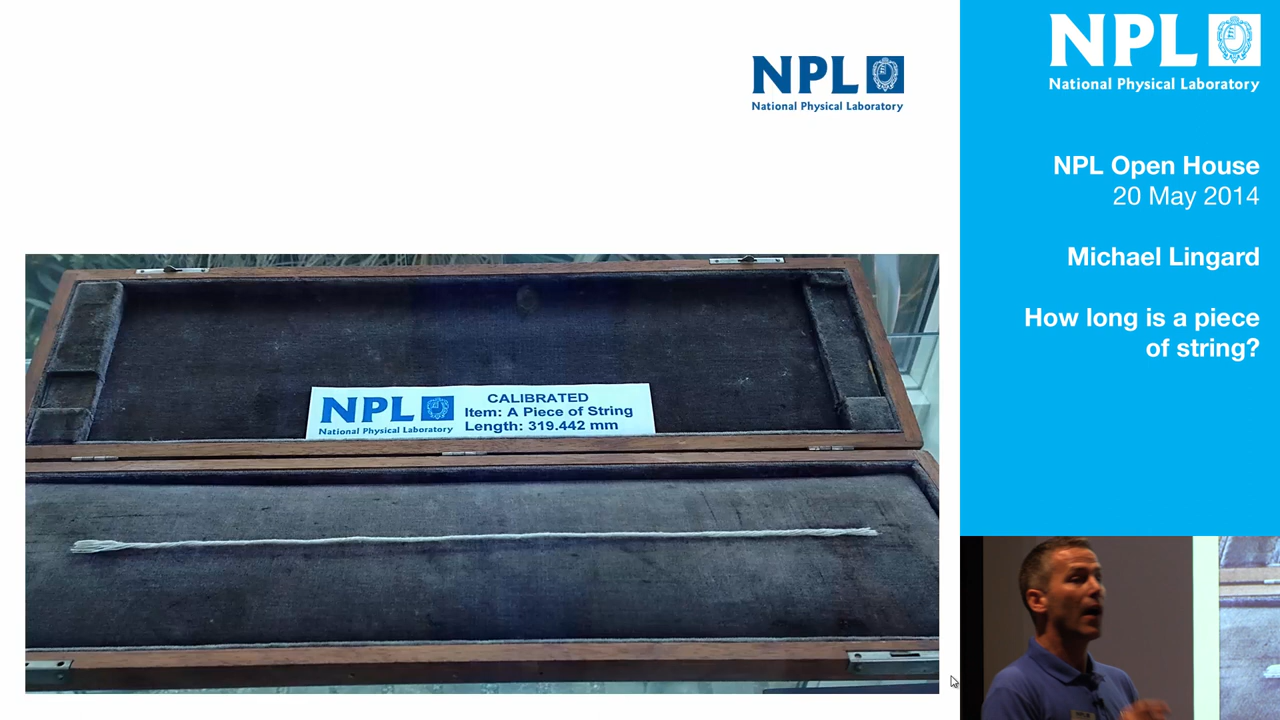 NPL
National Physical Laboratory
NPL
National Physical Laboratory
CALIBRATED
Item: A Piece of String
Length: 319.442 mm
NPL
National Physical Laboratory
NPL Open House
20 May 2014
Michael Lingard
How long is a piece
of string?